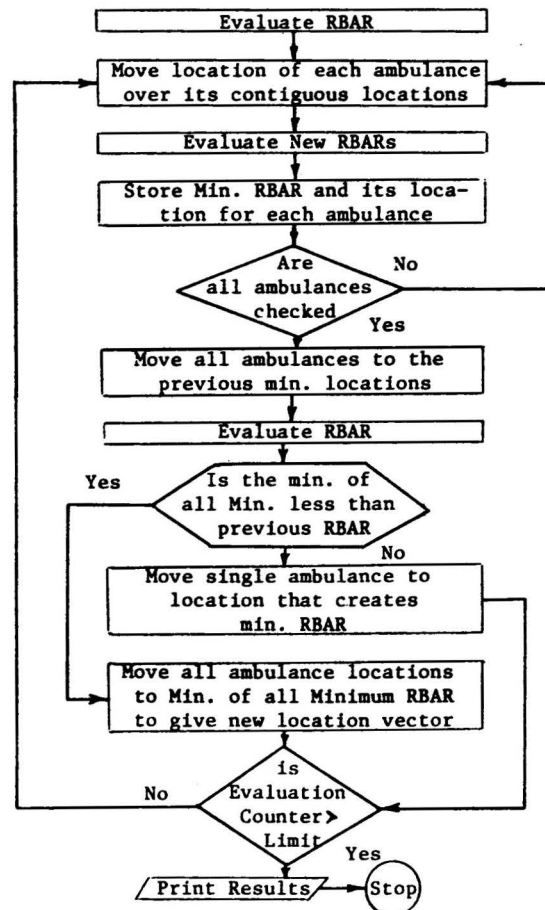 Evaluate RBAR
Move location of each ambulance
over its contiguous locations
Evaluate New RBARs
Store Min. RBAR and its loca-
tion for each ambulance
Are
all ambulances
checked
No
Yes
Move all ambulances to the
previous min. locations
Evaluate RBAR
Yes
Is the min. of
all Min. less than
previous RBAR
No
Move single ambulance to
location that creates
min. RBAR
Move all ambulance locations
to Min. of all Minimum RBAR
to give new location vector
No
is
Evaluation
Counter>
Limit
Yes
Print Results
Stop